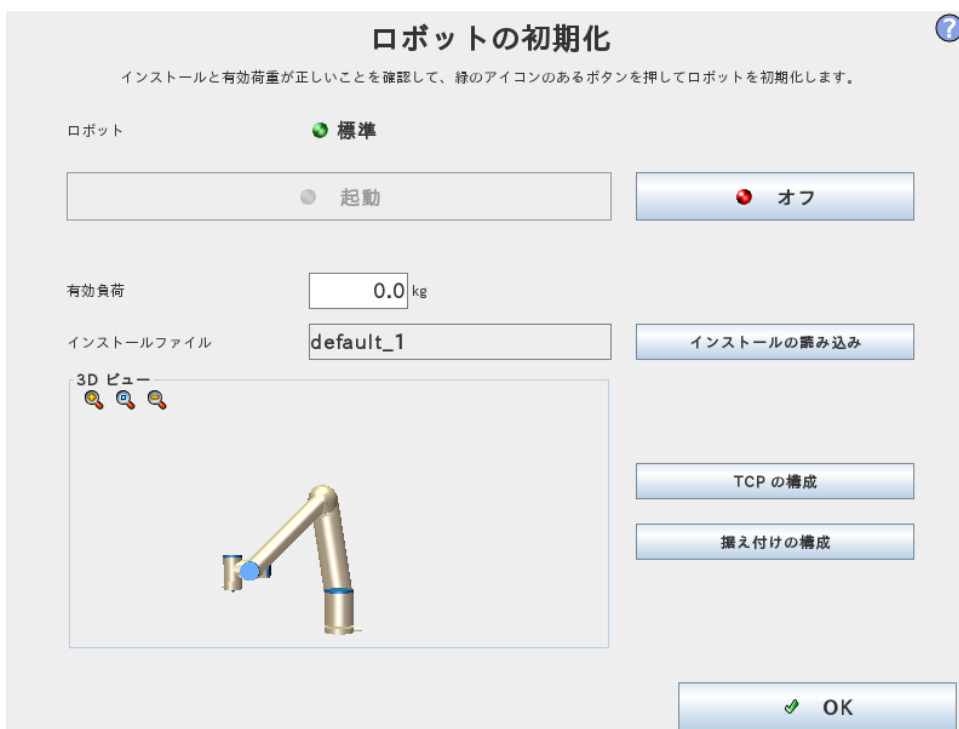 ロボットの初期化
?
インストールと有効荷重が正しいことを確認して、緑のアイコンのあるボタンを押してロボットを初期化します。
ロボット 標準
起動 オフ
有効負荷 0.0 kg
インストールファイル default_1 インストールの読み込み
3D ビュー
TCP の構成
据え付けの構成
OK